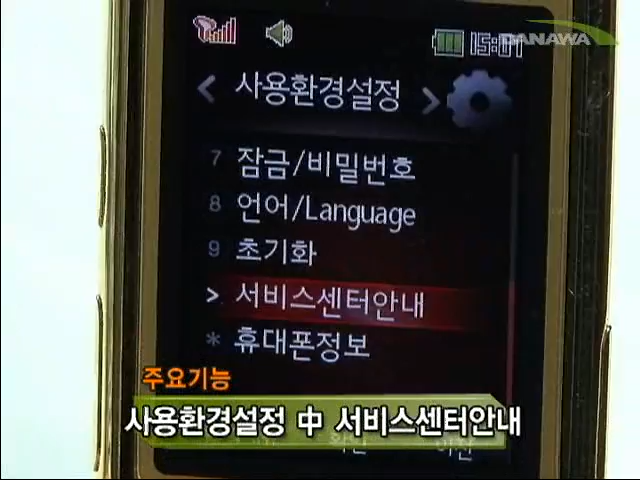 15:01
DANAWA
사용환경설정
7 잠금/비밀번호
8 언어/Language
9 초기화
> 서비스센터안내
* 휴대폰정보
주요기능
사용환경설정 中 서비스센터안내